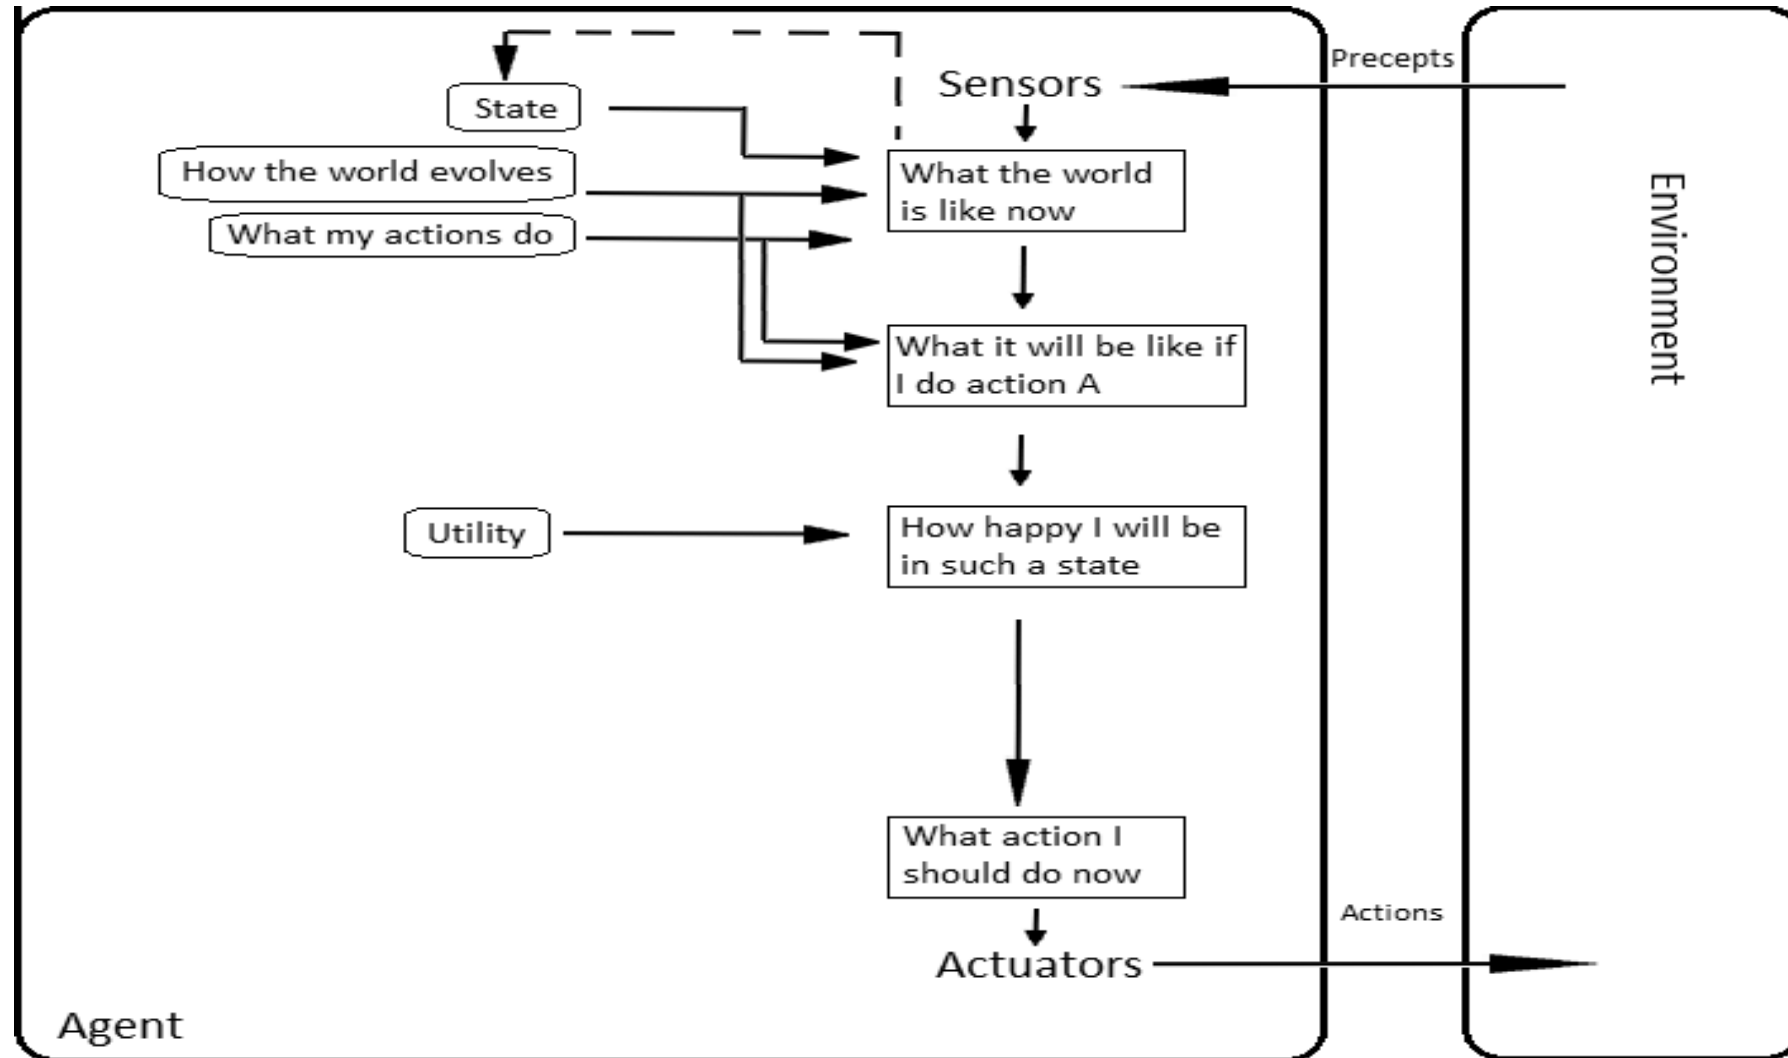 Precepts
Sensors
State
How the world evolves
What the world
is like now
What my actions do
Environment
What it will be like if
I do action A
Utility
How happy I will be
in such a state
What action I
should do now
Actions
Actuators
Agent